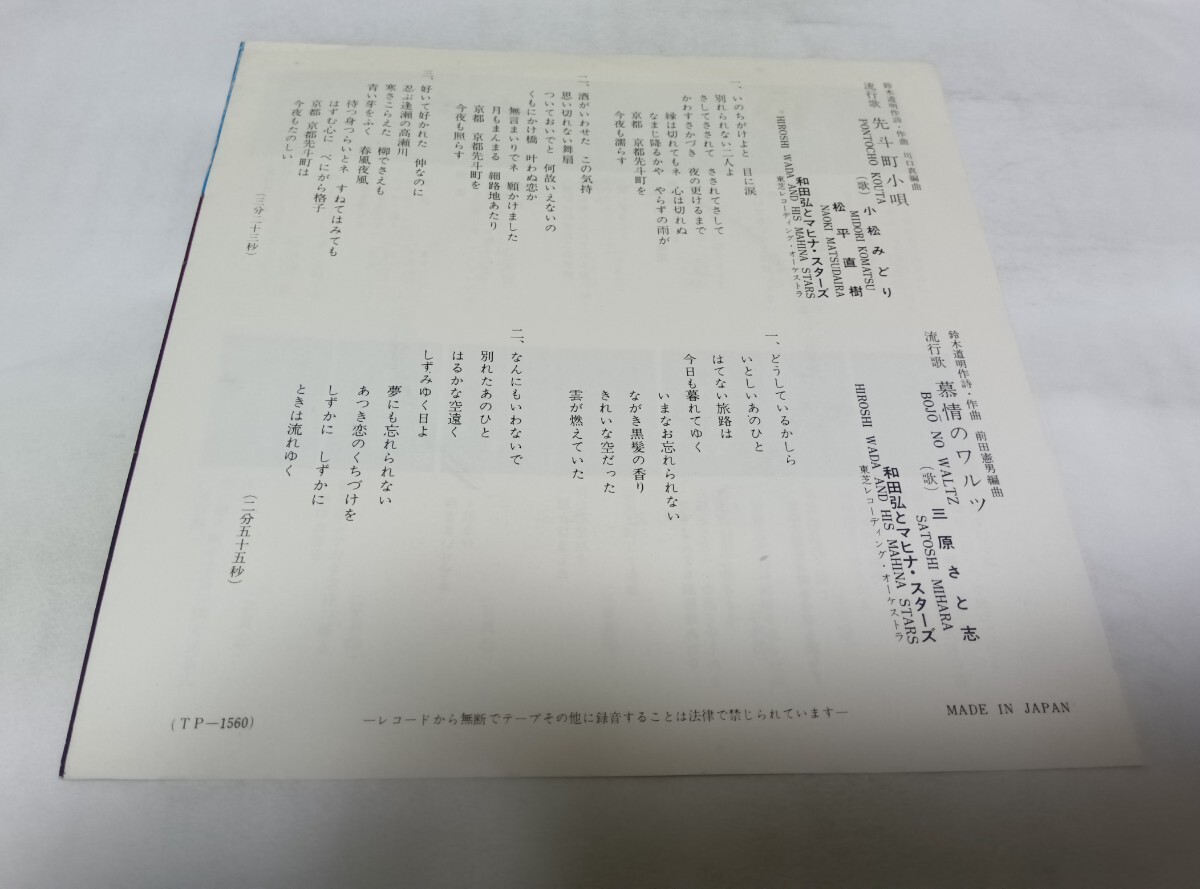 鈴木道明作詩・作曲 川口真編曲
流行歌 先斗町小唄
PONTOCHO KOUTA
(歌) 小松みどり
MIDORI KOMATSU
松平直樹
NAOKI MATSUDAIRA
和田弘とマヒナ・スターズ
HIROSHI WADA AND HIS MAHINA STARS
東芝レコーディング・オーケストラ
一、いのちがけよと 目に涙
別れられない二人よ
さしてさされて さされてさして
かわすさかづき 夜の更けるまで
縁は切れてもネ 心は切れぬ
なまじ降るかや やらずの雨が
京都 京都先斗町を
今夜も濡らす
二、酒がいわせた この気持
思い切れない舞扇
ついておいでと 何故いえないの
くもにかけ橋 叶わぬ恋か
無言まいりでネ 願かけました
月もまんまる 細路地あたり
京都 京都先斗町を
今夜も照らす
三、好いて好かれた 仲なのに
忍ぶ逢瀬の高瀬川
寒さこらえた 柳でさえも
青い芽をふく 春風夜風
待つ身つらいとネ すねてはみても
はずむ心に べにがら格子
京都 京都先斗町は
今夜もたのしい
(三分二十三秒)
鈴木道明作詩・作曲 前田憲男編曲
流行歌 慕情のワルツ
BOJO NO WALTZ
(歌) 三原さと志
SATOSHI MIHARA
和田弘とマヒナ・スターズ
HIROSHI WADA AND HIS MAHINA STARS
東芝レコーディング・オーケストラ
一、どうしているかしら
いとしいあのひと
はてない旅路は
今日も暮れてゆく
いまなお忘れられない
ながき黒髪の香り
きれいな空だった
雲が燃えていた
二、なんにもいわないで
別れたあのひと
はるかな空遠く
しずみゆく日よ
夢にも忘れられない
あつき恋のくちづけを
しずかに しずかに
ときは流れゆく
(二分五十五秒)
(TP-1560)
―レコードから無断でテープその他に録音することは法律で禁じられています―
MADE IN JAPAN